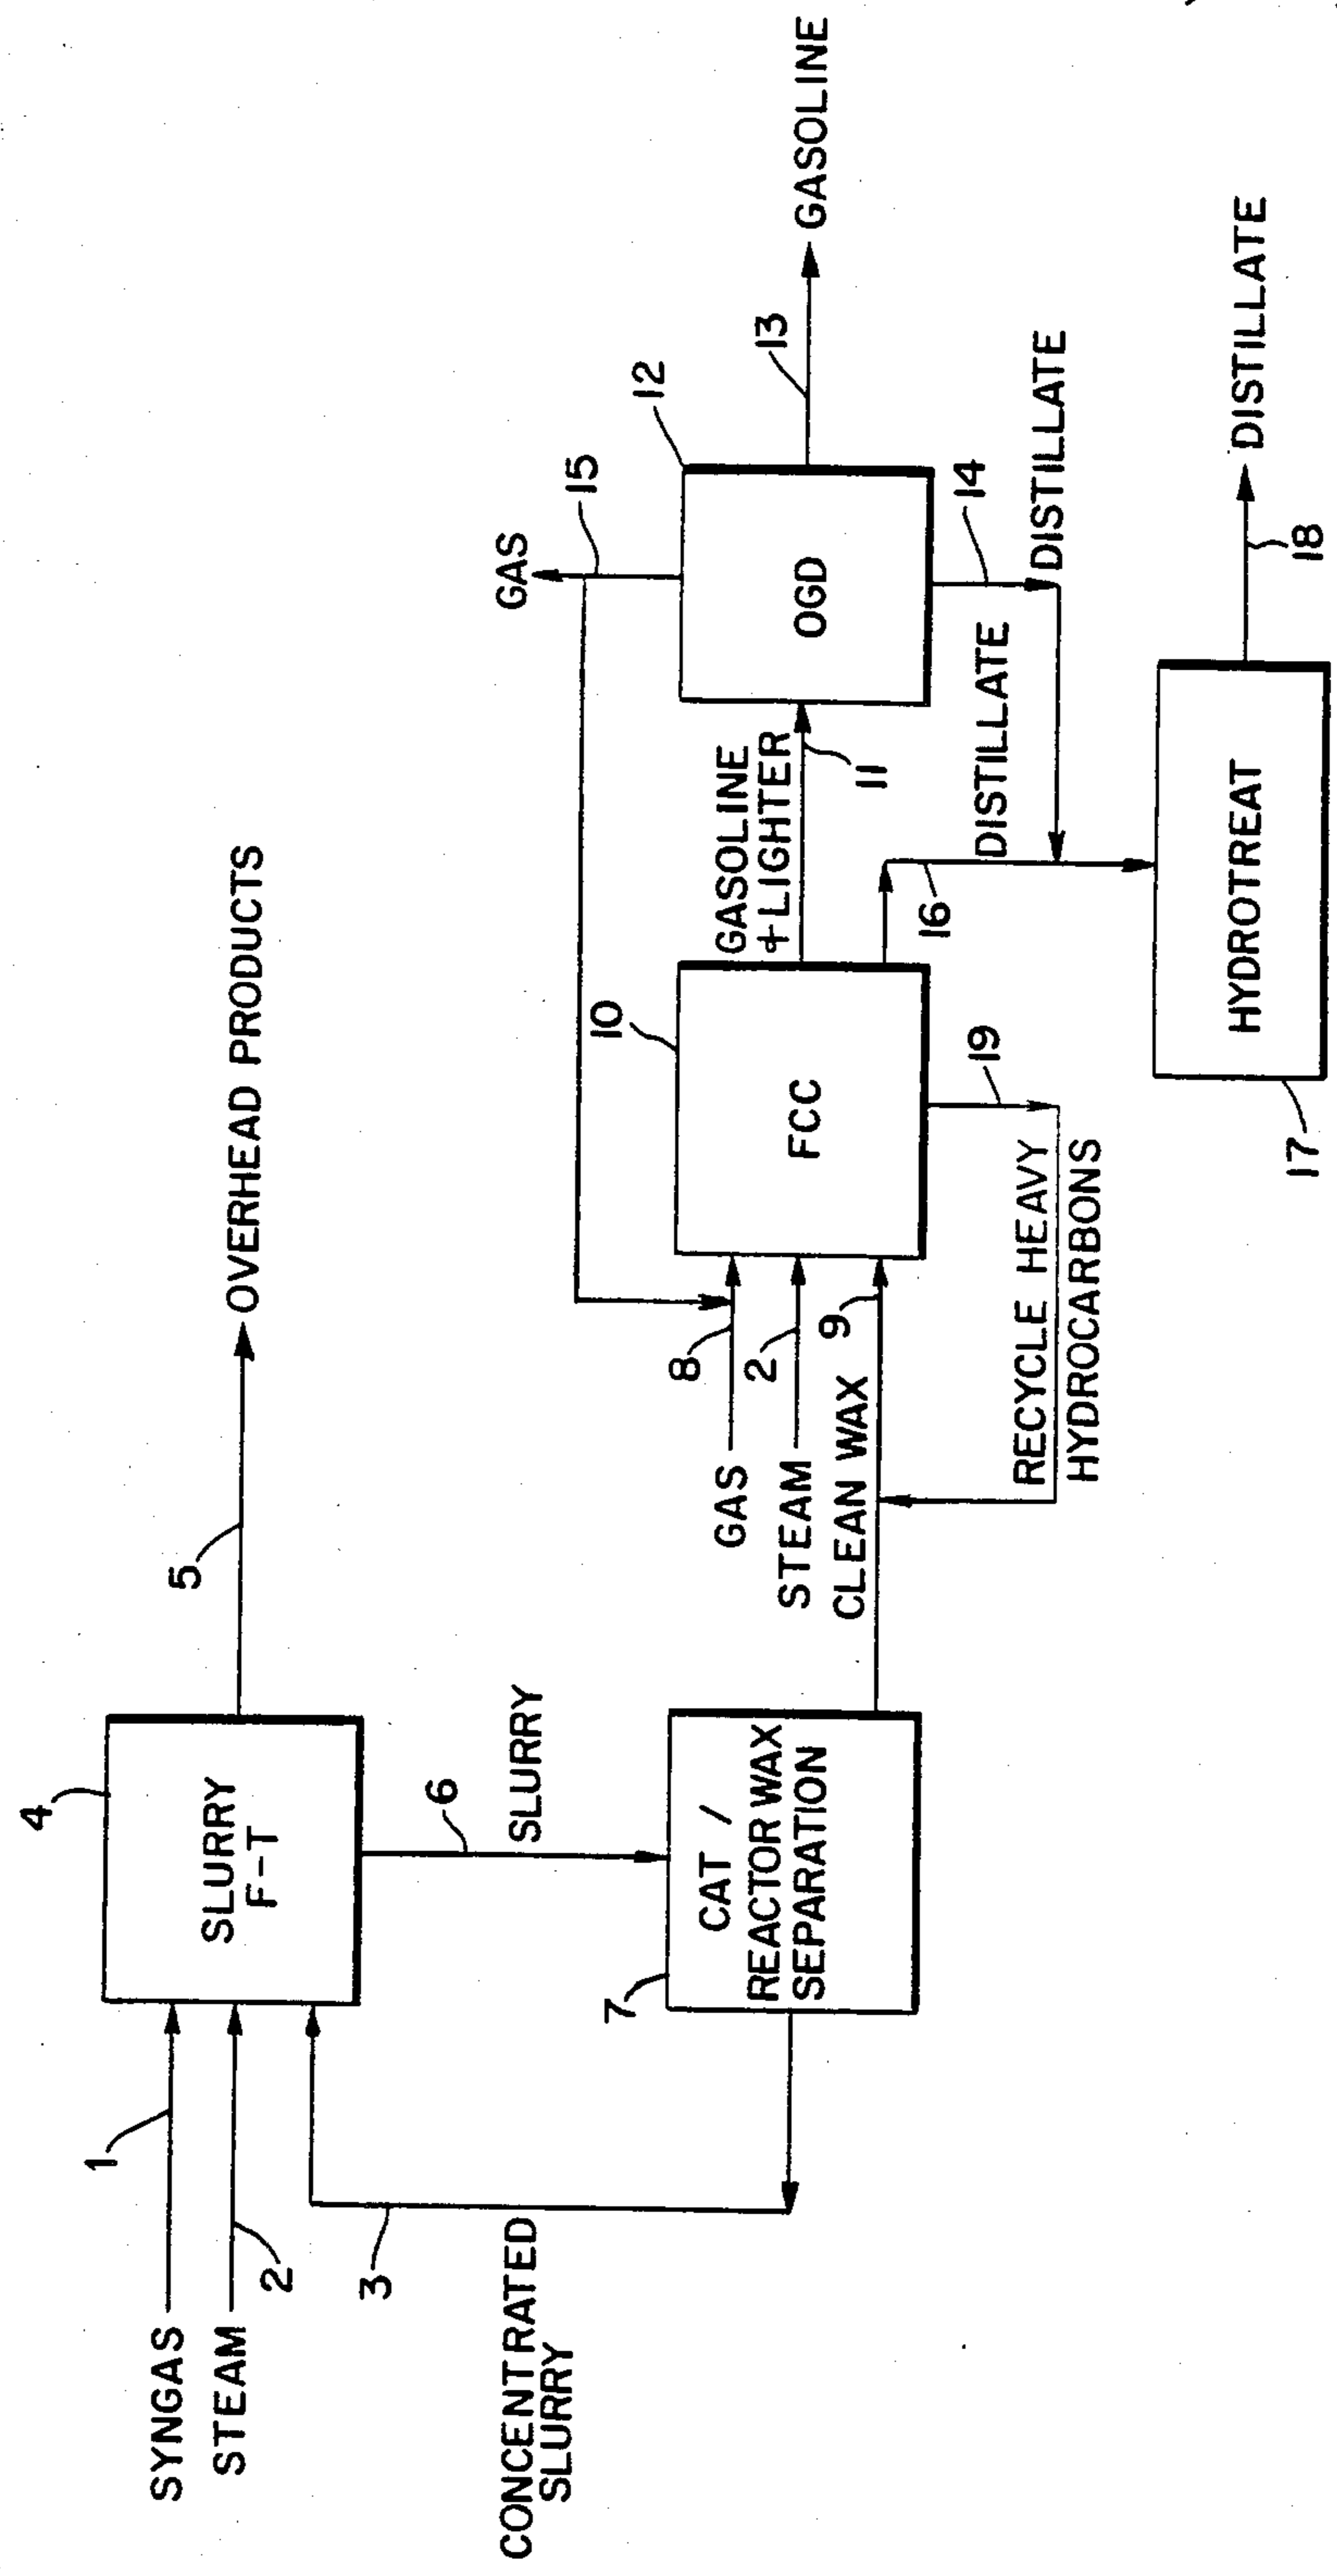 SYNGAS
1
STEAM
2
3
CONCENTRATED
SLURRY
4
SLURRY
F-T
5
OVERHEAD PRODUCTS
6
SLURRY
7
CAT /
REACTOR WAX
SEPARATION
GAS
8
STEAM
2
CLEAN WAX
9
RECYCLE HEAVY
HYDROCARBONS
10
FCC
19
GASOLINE
+ LIGHTER
11
16
DISTILLATE
GAS
15
12
OGD
13
GASOLINE
14
DISTILLATE
17
HYDROTREAT
18
DISTILLATE